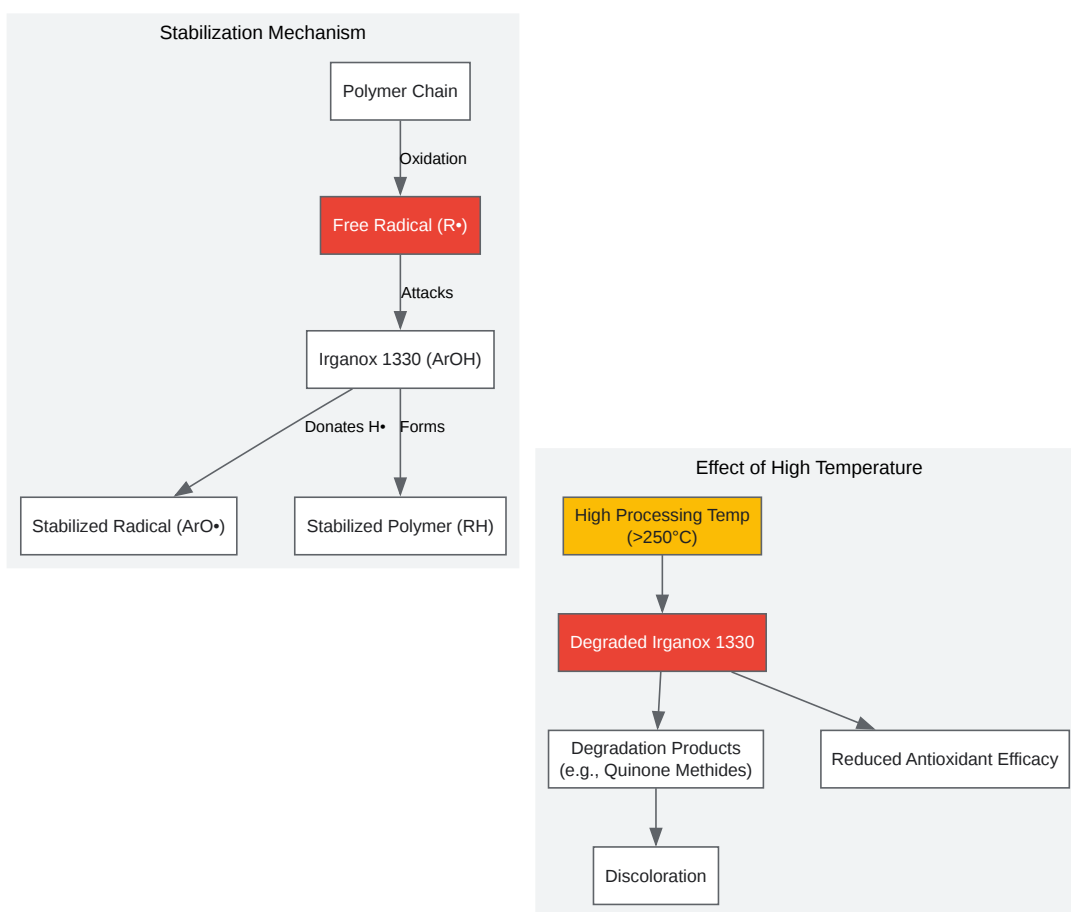 Stabilization Mechanism
Polymer Chain
Oxidation
Free Radical (R•)
Attacks
Irganox 1330 (ArOH)
Donates H•
Forms
Stabilized Radical (ArO•)
Stabilized Polymer (RH)
Effect of High Temperature
High Processing Temp
(>250°C)
Degraded Irganox 1330
Degradation Products
(e.g., Quinone Methides)
Reduced Antioxidant Efficacy
Discoloration